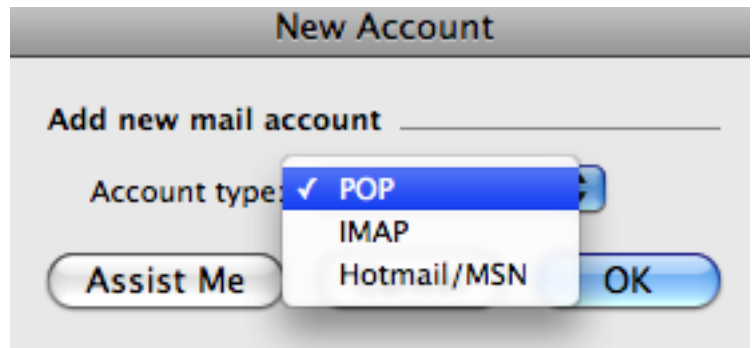 New Account
Add new mail account
Account type: ✓ POP
IMAP
Hotmail/MSN
Assist Me OK